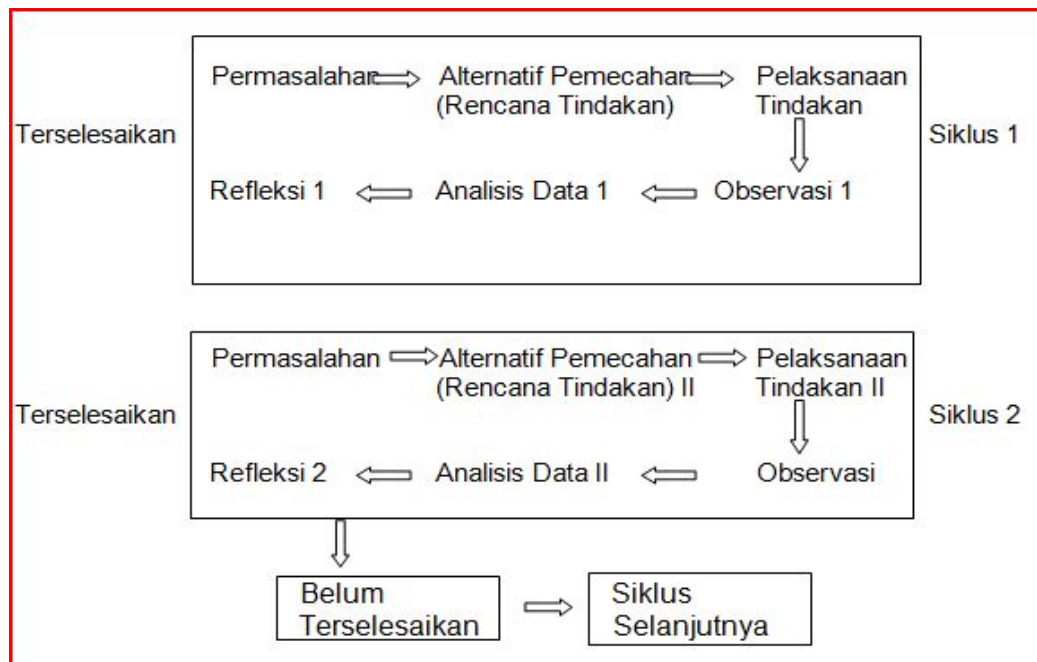 Permasalahan
Alternatif Pemecahan
(Rencana Tindakan)
Pelaksanaan
Tindakan
Terselesaikan
Siklus 1
Refleksi 1
Analisis Data 1
Observasi 1
Permasalahan
Alternatif Pemecahan
(Rencana Tindakan) II
Pelaksanaan
Tindakan II
Terselesaikan
Siklus 2
Refleksi 2
Analisis Data II
Observasi
Belum
Terselesaikan
Siklus
Selanjutnya